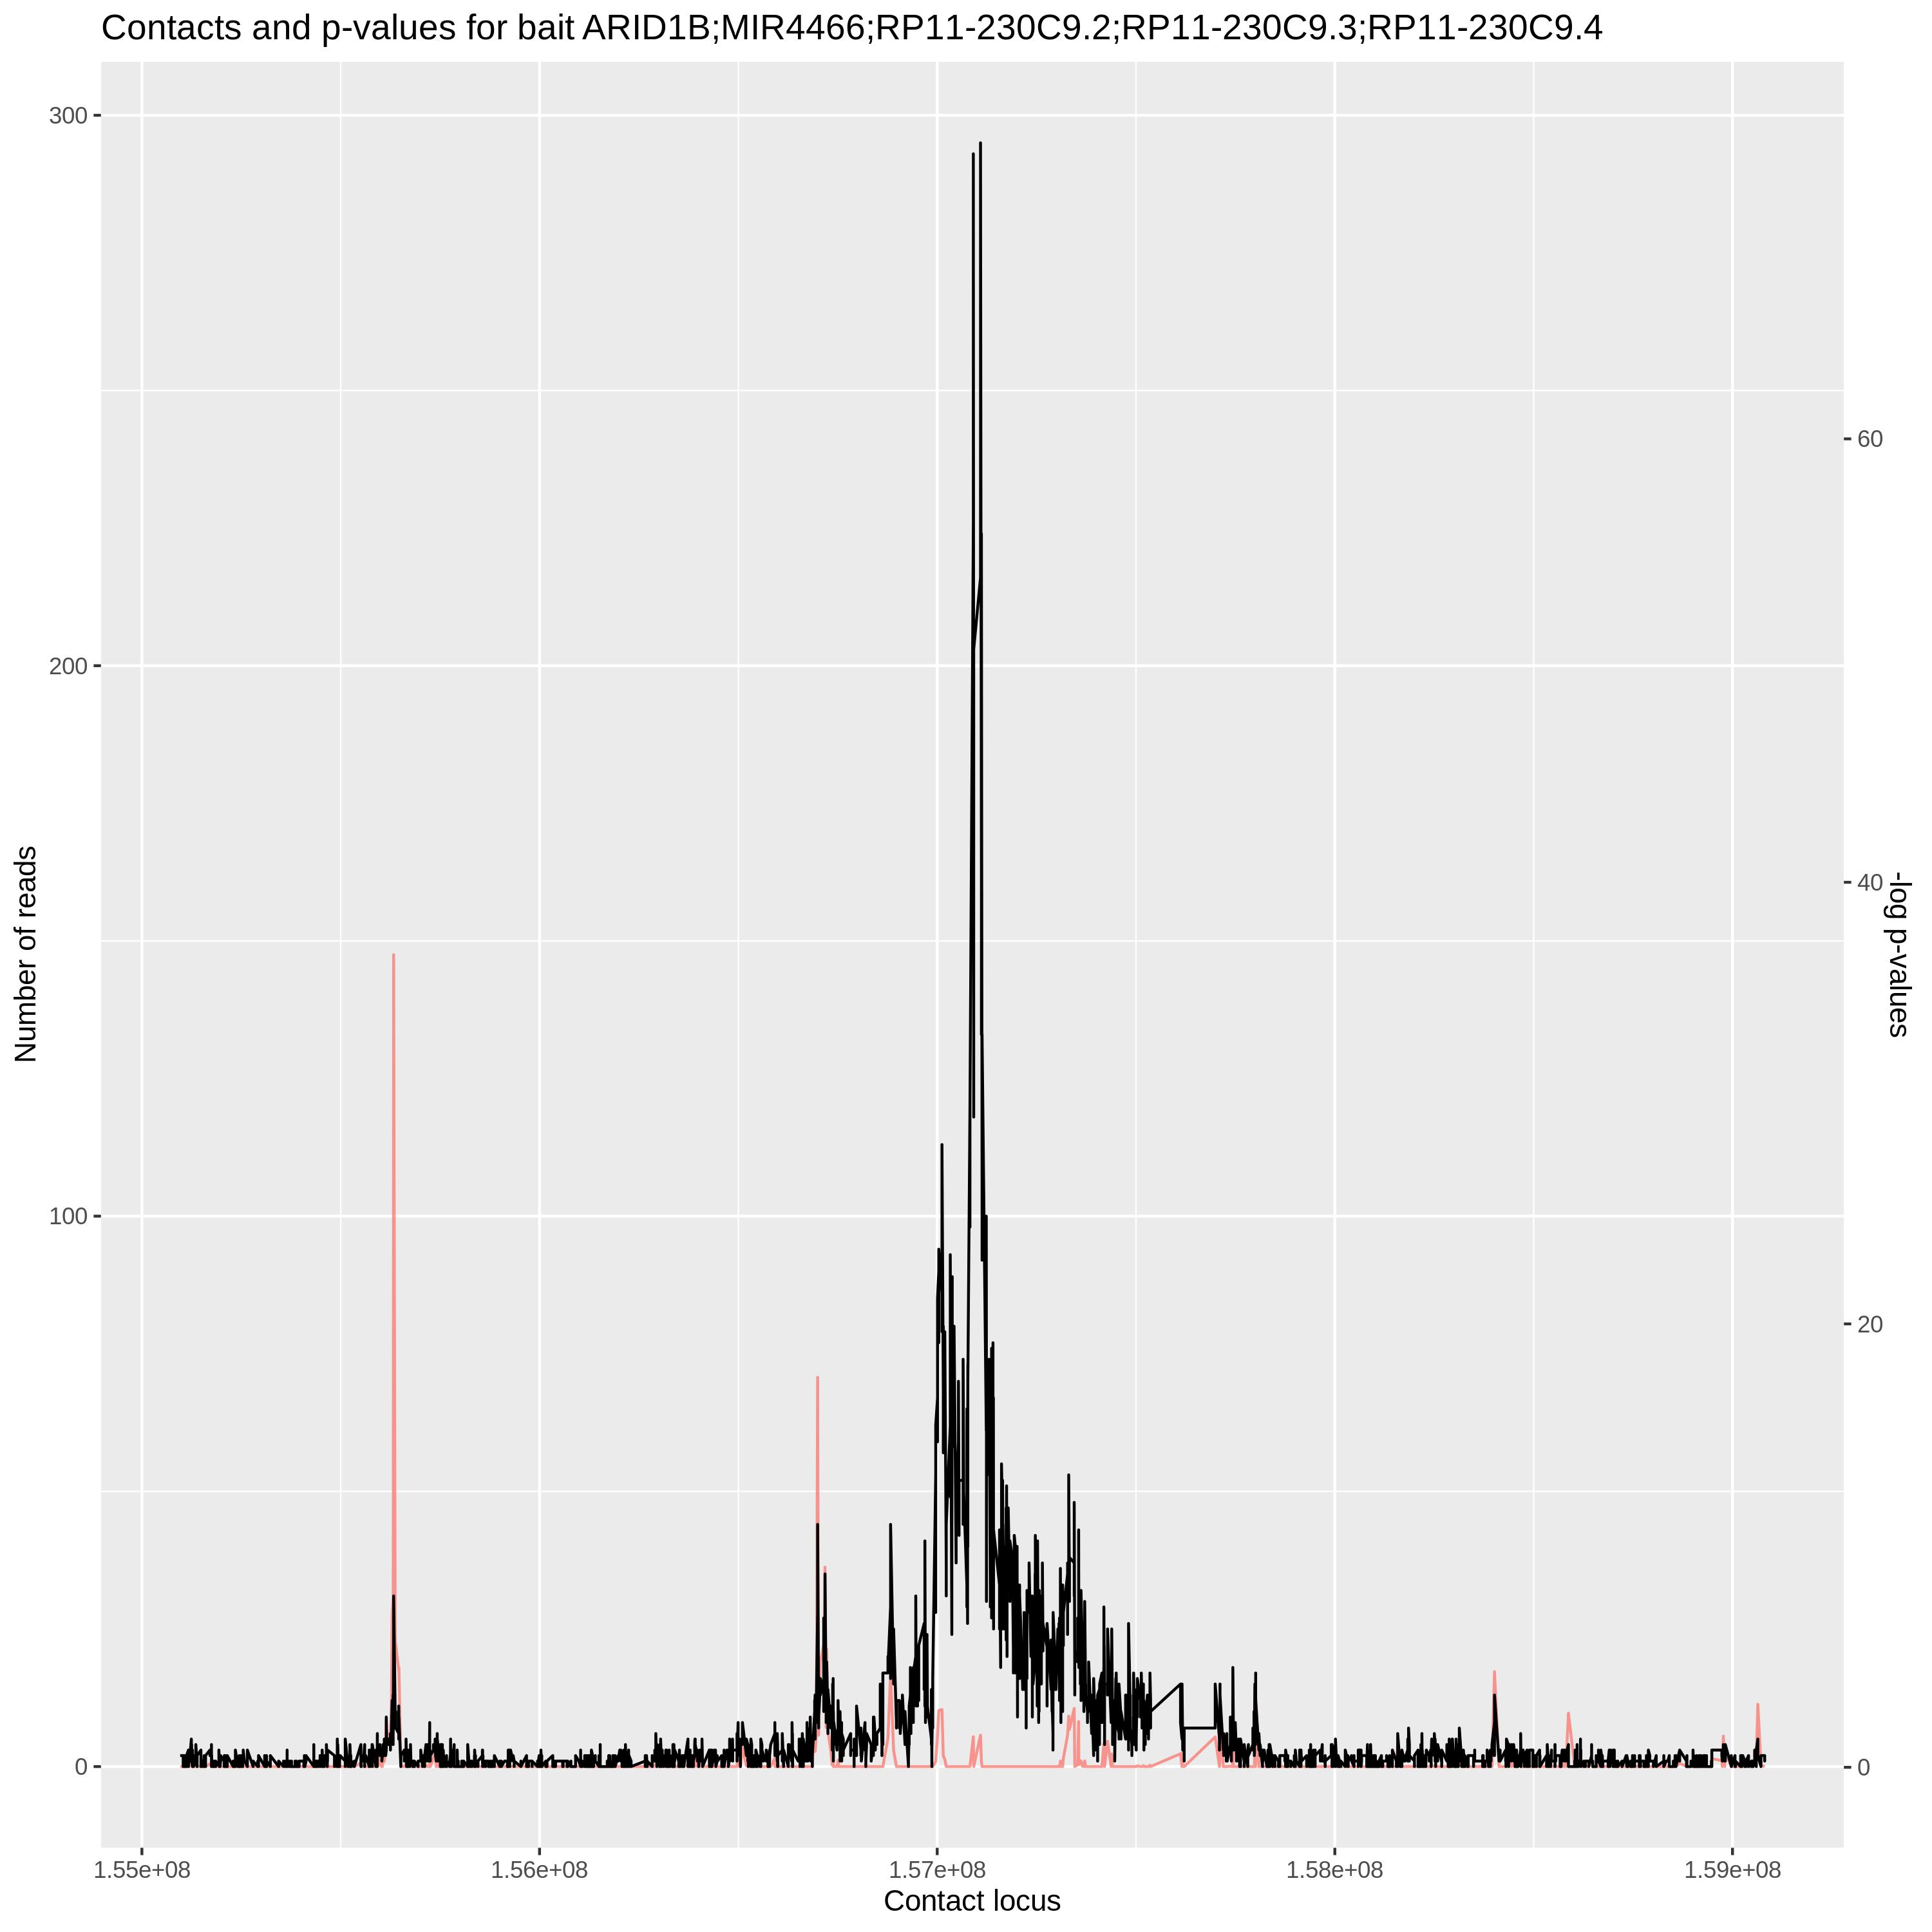 Contacts and p-values for bait ARID1B;MIR4466;RP11-230C9.2;RP11-230C9.3;RP11-230C9.4
300
200
100
0
Number of reads
60
40
20
0
-log p-values
1.55e+08
1.56e+08
1.57e+08
1.58e+08
1.59e+08
Contact locus